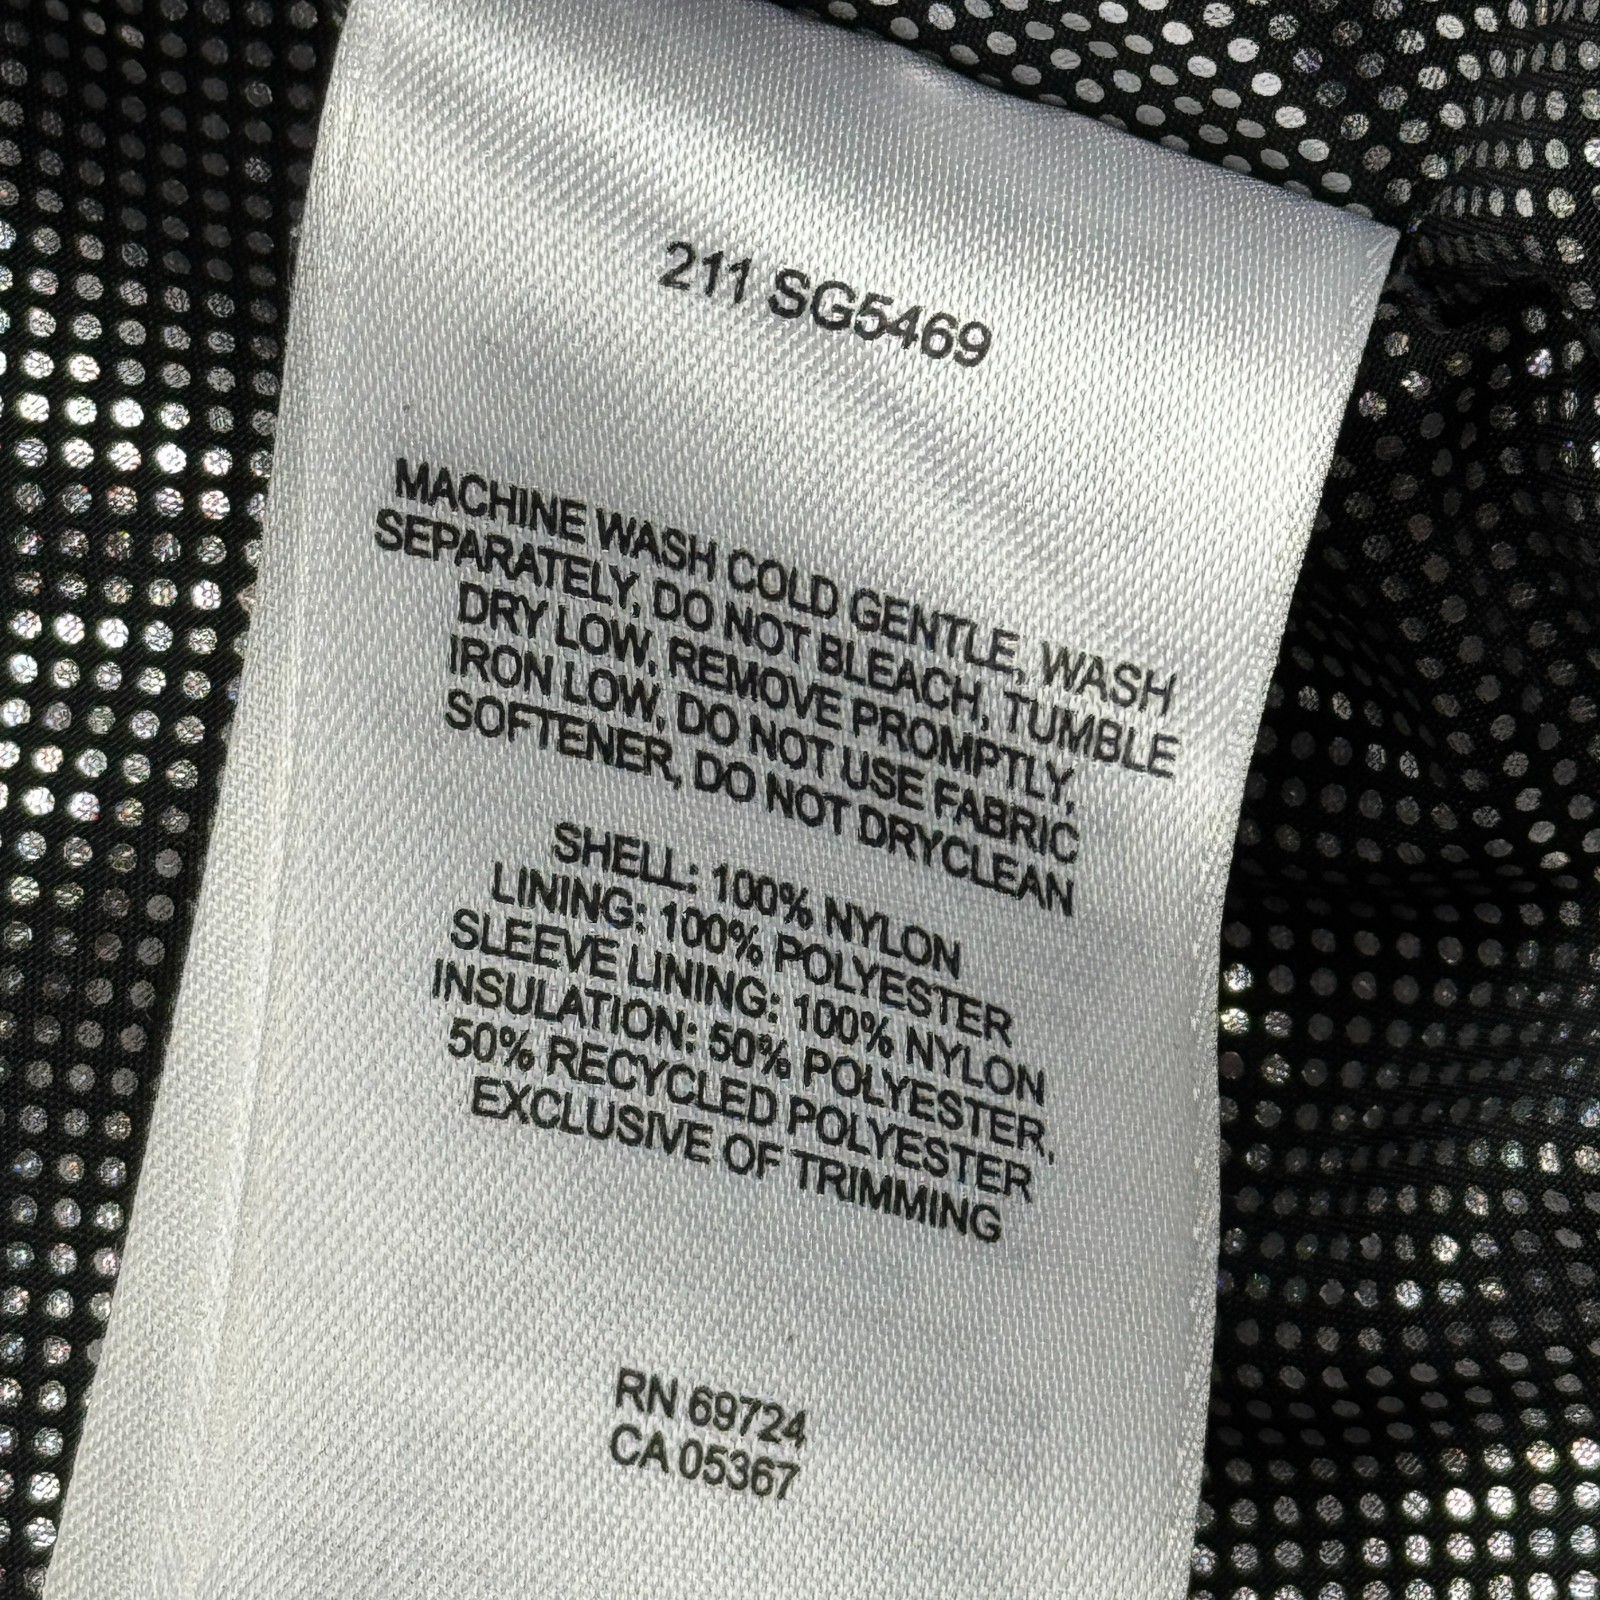 211 SG5469
MACHINE WASH COLD GENTLE, WASH
SEPARATELY, DO NOT BLEACH, TUMBLE
DRY LOW, REMOVE PROMPTLY,
IRON LOW, DO NOT USE FABRIC
SOFTENER, DO NOT DRYCLEAN
SHELL: 100% NYLON
LINING: 100% POLYESTER
SLEEVE LINING: 100% NYLON
INSULATION: 50% POLYESTER,
50% RECYCLED POLYESTER
EXCLUSIVE OF TRIMMING
RN 69724
CA 05367